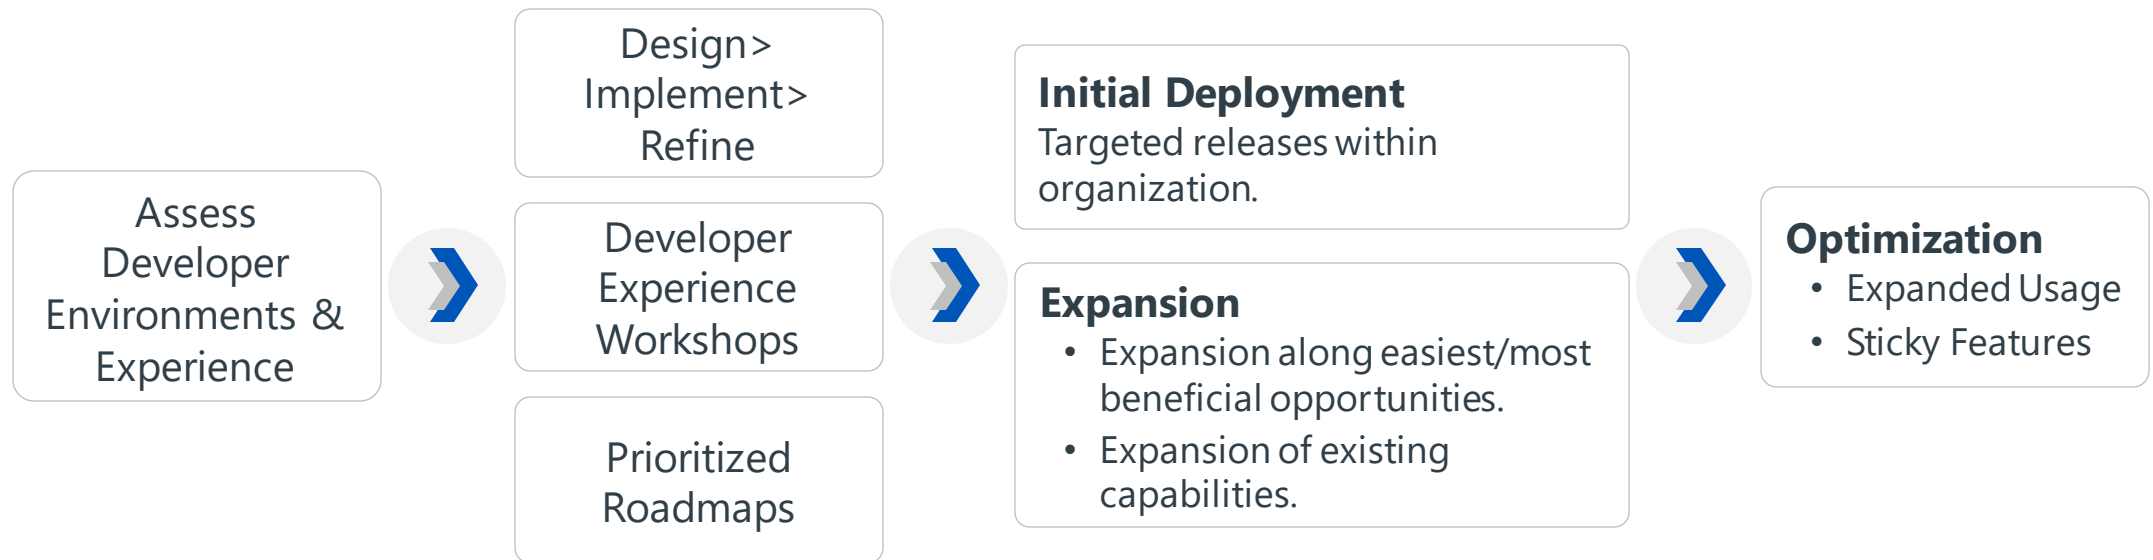 Assess
Developer
Environments &
Experience
Design>
Implement>
Refine
Developer
Experience
Workshops
Prioritized
Roadmaps
Initial Deployment
Targeted releases within
organization.
Expansion
• Expansion along easiest/most
beneficial opportunities.
• Expansion of existing
capabilities.
Optimization
• Expanded Usage
• Sticky Features